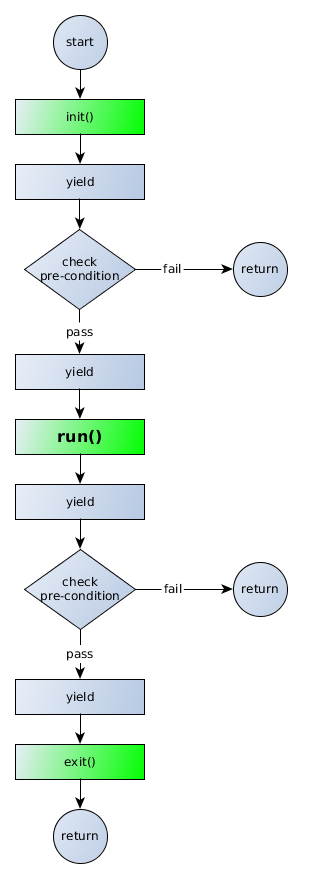 start
init()
yield
check
pre-condition
fail
return
pass
yield
run()
yield
check
pre-condition
fail
return
pass
yield
exit()
return